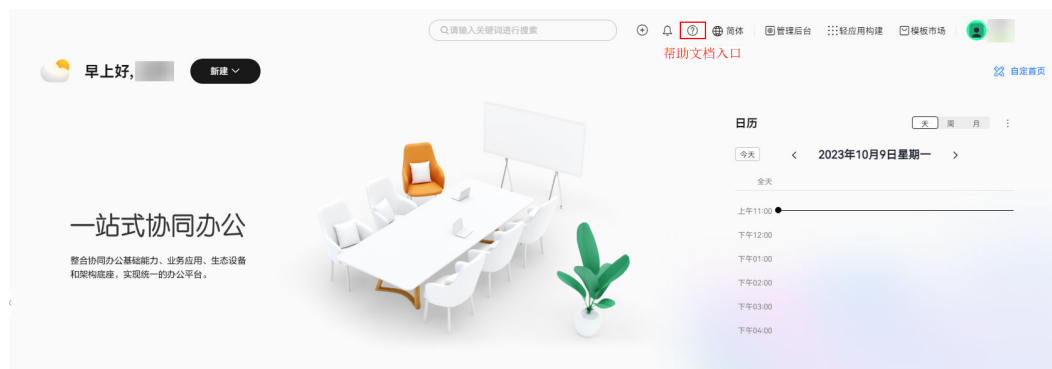 请输入关键词进行搜索
简体
管理后台
轻应用构建
模板市场
帮助文档入口
早上好,
新建
自定首页
日历
天 周 月
今天
2023年10月9日星期一
全天
上午11:00
下午12:00
下午01:00
下午02:00
下午03:00
下午04:00
一站式协同办公
整合协同办公基础能力、业务应用、生态设备
和架构底座，实现统一的办公平台。